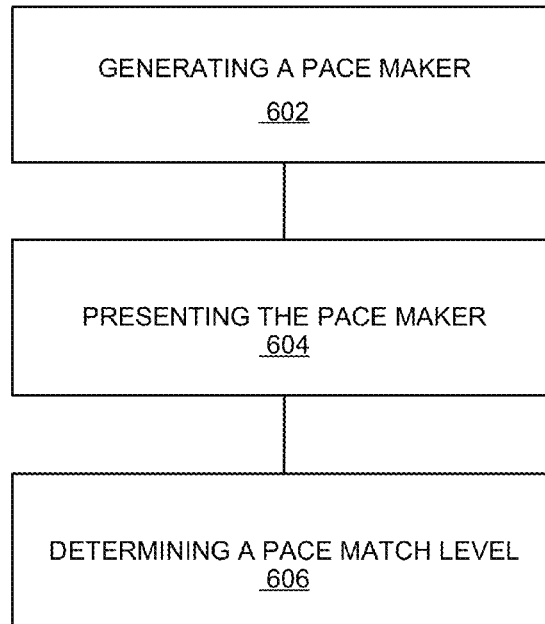 GENERATING A PACE MAKER
602
PRESENTING THE PACE MAKER
604
DETERMINING A PACE MATCH LEVEL
606